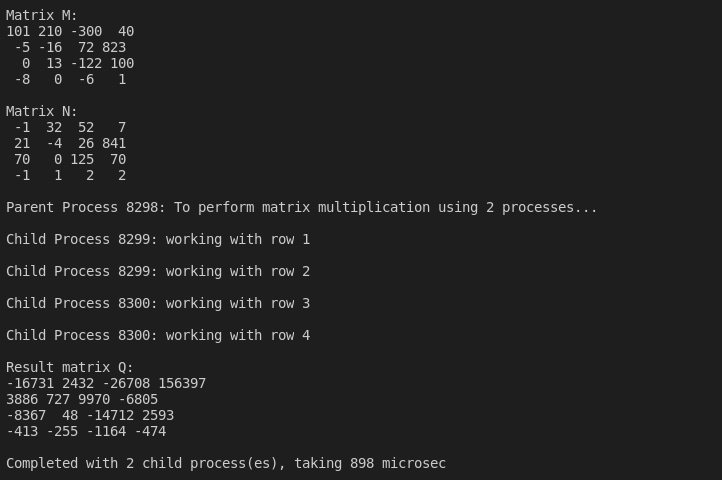 Matrix M:
101 210 -300  40
 -5 -16  72 823
  0  13 -122 100
 -8   0  -6   1
Matrix N:
 -1  32  52   7
 21  -4  26 841
 70   0 125  70
 -1   1   2   2
Parent Process 8298: To perform matrix multiplication using 2 processes...
Child Process 8299: working with row 1
Child Process 8299: working with row 2
Child Process 8300: working with row 3
Child Process 8300: working with row 4
Result matrix Q:
-16731 2432 -26708 156397
3886 727 9970 -6805
-8367  48 -14712 2593
-413 -255 -1164 -474
Completed with 2 child process(es), taking 898 microsec